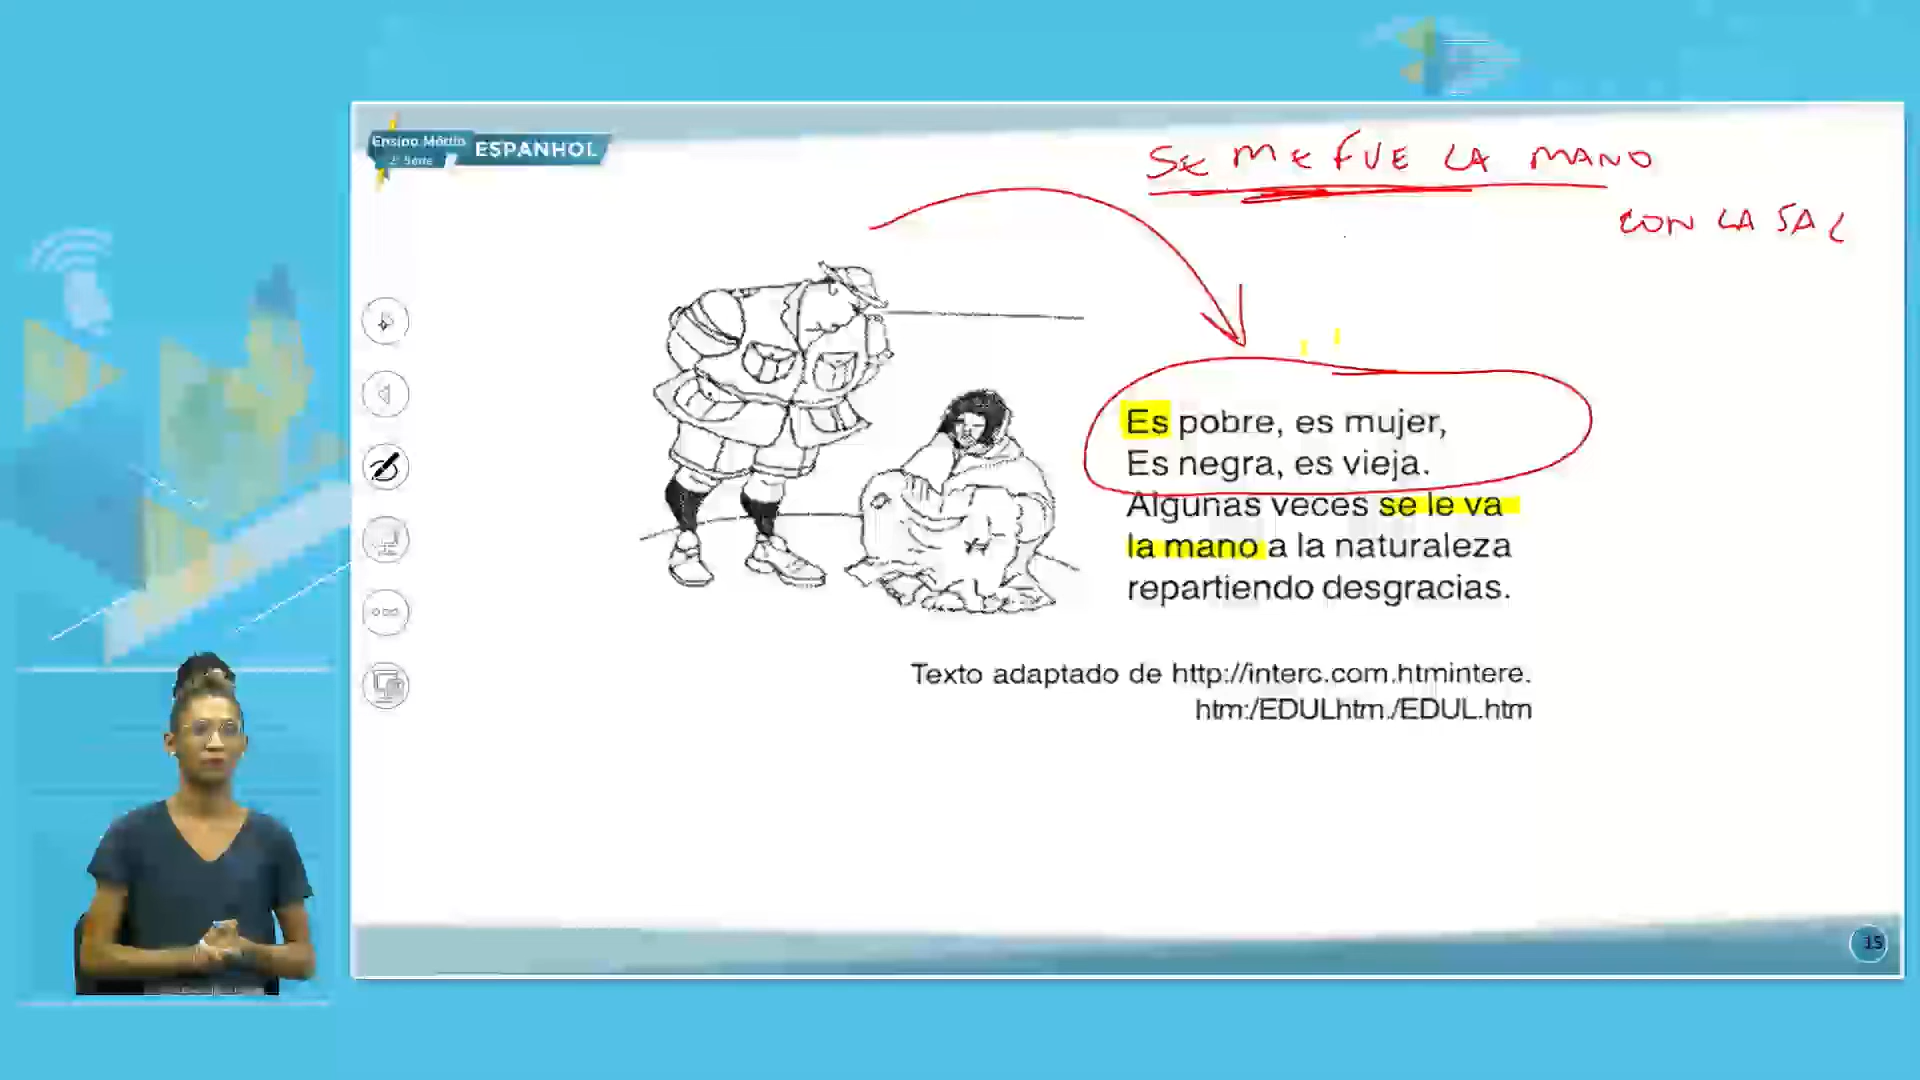 Ensino Médio
2ª Série
ESPANHOL
SE ME FUE LA MANO
CON LA SAL
Es pobre, es mujer,
Es negra, es vieja.
Algunas veces se le va
la mano a la naturaleza
repartiendo desgracias.
Texto adaptado de http://interc.com.htmintere.
htm:/EDULhtm./EDUL.htm
15